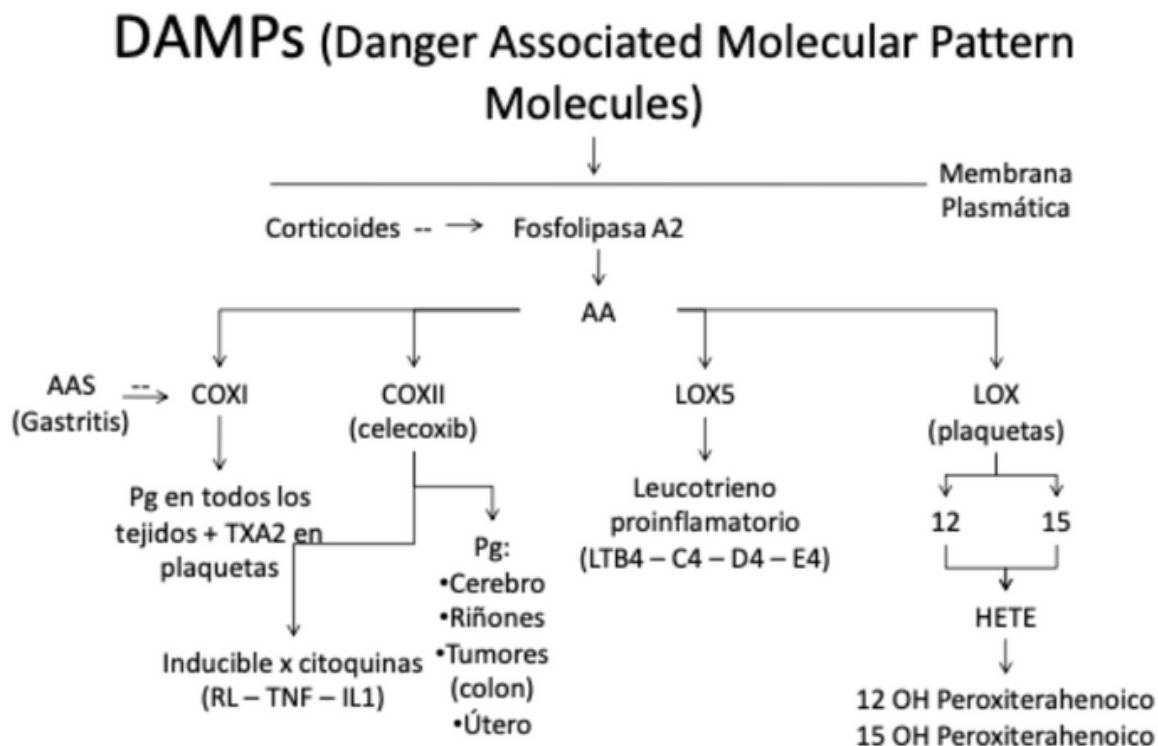 DAMPs (Danger Associated Molecular Pattern
Molecules)
Membrana
Plasmática
Corticoides -- Fosfolipasa A2
AA
AAS
(Gastritis)
--
COXI
COXII
(celecoxib)
LOX5
LOX
(plaquetas)
Pg en todos los
tejidos + TXA2 en
plaquetas
Pg:
•Cerebro
•Riñones
•Tumores
(colon)
•Útero
Inducible x citoquinas
(RL – TNF – IL1)
Leucotrieno
proinflamatorio
(LTB4 – C4 – D4 – E4)
12 15
HETE
12 OH Peroxiterahenoico
15 OH Peroxiterahenoico